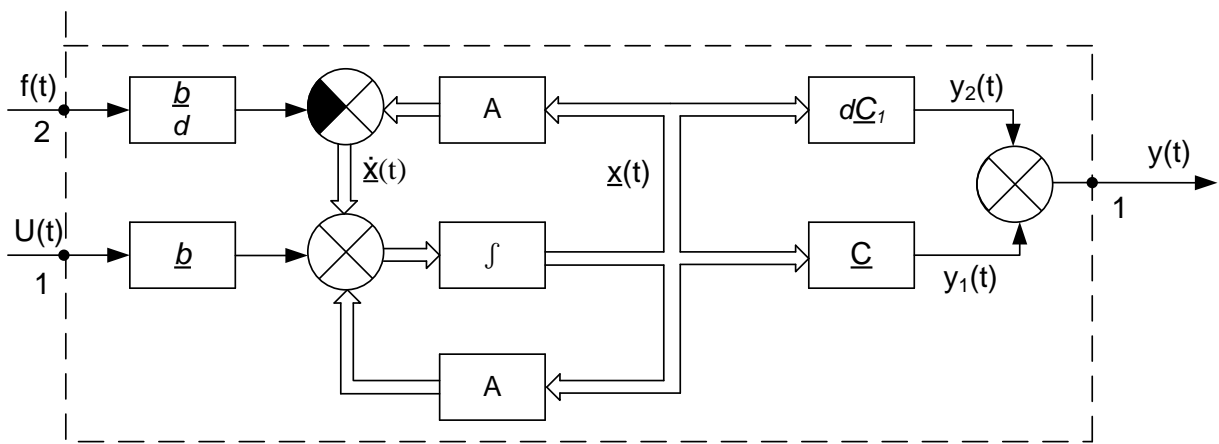 f(t)
2
b
d
A
dC₁
y₂(t)
ẋ(t)
x(t)
y(t)
1
U(t)
1
b
∫
C
y₁(t)
A